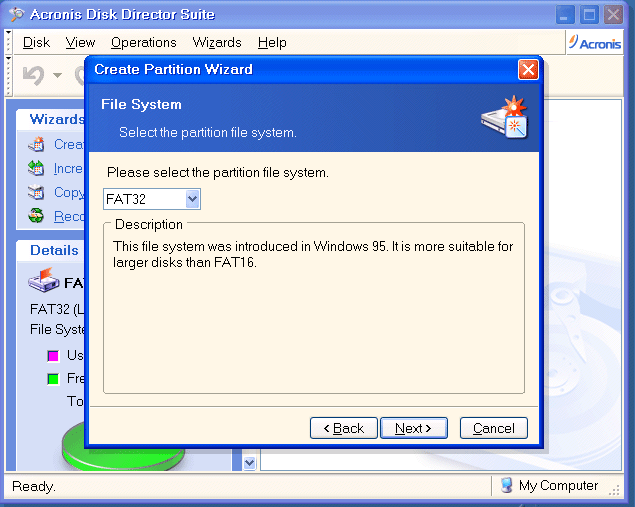 Acronis Disk Director Suite
Disk View Operations Wizards Help
Acronis
Create Partition Wizard
File System
Select the partition file system.
Please select the partition file system.
FAT32
Description
This file system was introduced in Windows 95. It is more suitable for
larger disks than FAT16.
< Back Next > Cancel
Wizards
Crea
Incre
Copy
Reco
Details
FA
FAT32 (L
File Syste
Us
Fre
To
Ready.
My Computer